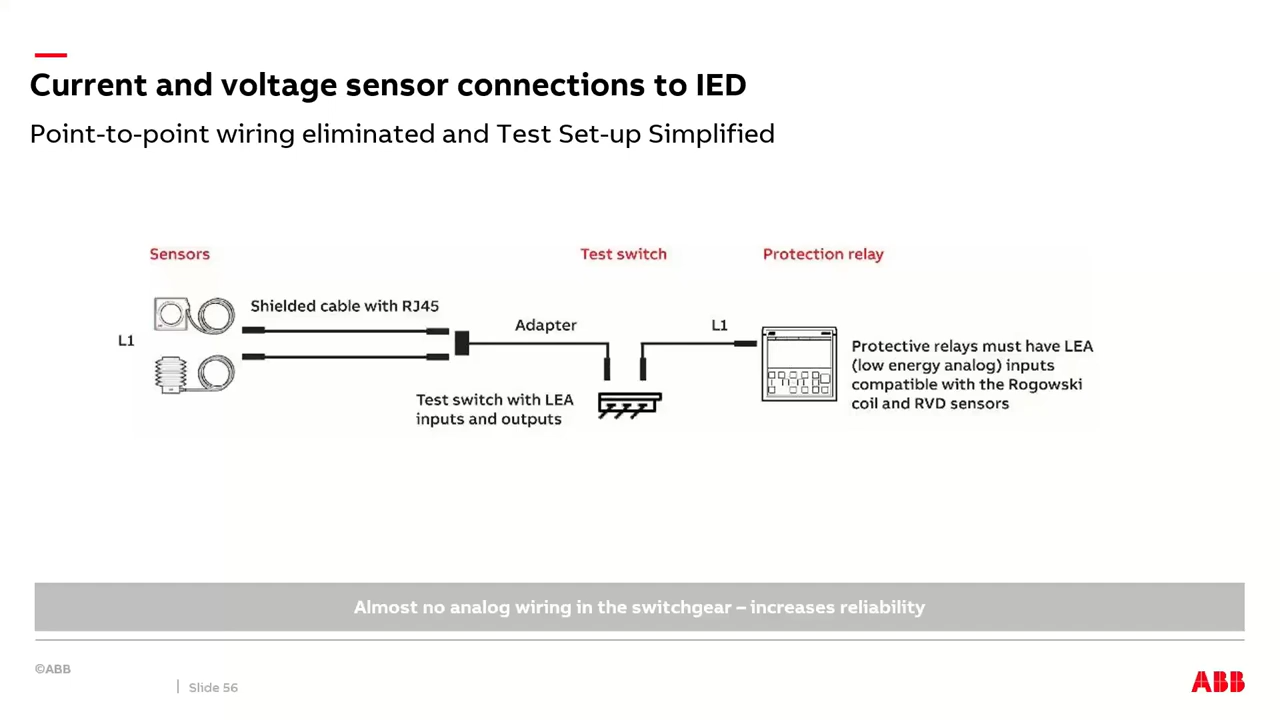 Current and voltage sensor connections to IED
Point-to-point wiring eliminated and Test Set-up Simplified
Sensors
Test switch
Protection relay
Shielded cable with RJ45
L1
Adapter
L1
Test switch with LEA
inputs and outputs
Protective relays must have LEA
(low energy analog) inputs
compatible with the Rogowski
coil and RVD sensors
Almost no analog wiring in the switchgear – increases reliability
©ABB
Slide 56
ABB